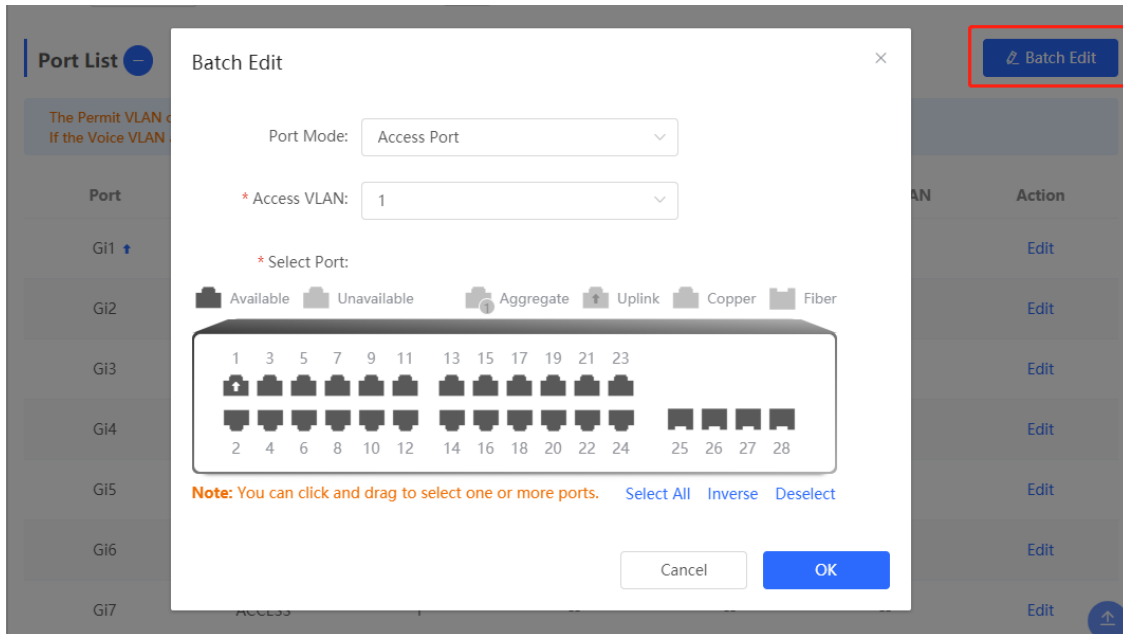 Port List
Batch Edit
Batch Edit
The Permit VLAN
If the Voice VLAN
Port Mode: Access Port
* Access VLAN: 1
Port
AN
Action
Gi1
Edit
* Select Port:
Available Unavailable 1 Aggregate Uplink Copper Fiber
Gi2
Edit
1 3 5 7 9 11 13 15 17 19 21 23
Gi3
Edit
Gi4
Edit
2 4 6 8 10 12 14 16 18 20 22 24 25 26 27 28
Gi5
Edit
Note: You can click and drag to select one or more ports. Select All Inverse Deselect
Gi6
Edit
Cancel OK
Gi7 ACCESS -- -- --
Edit